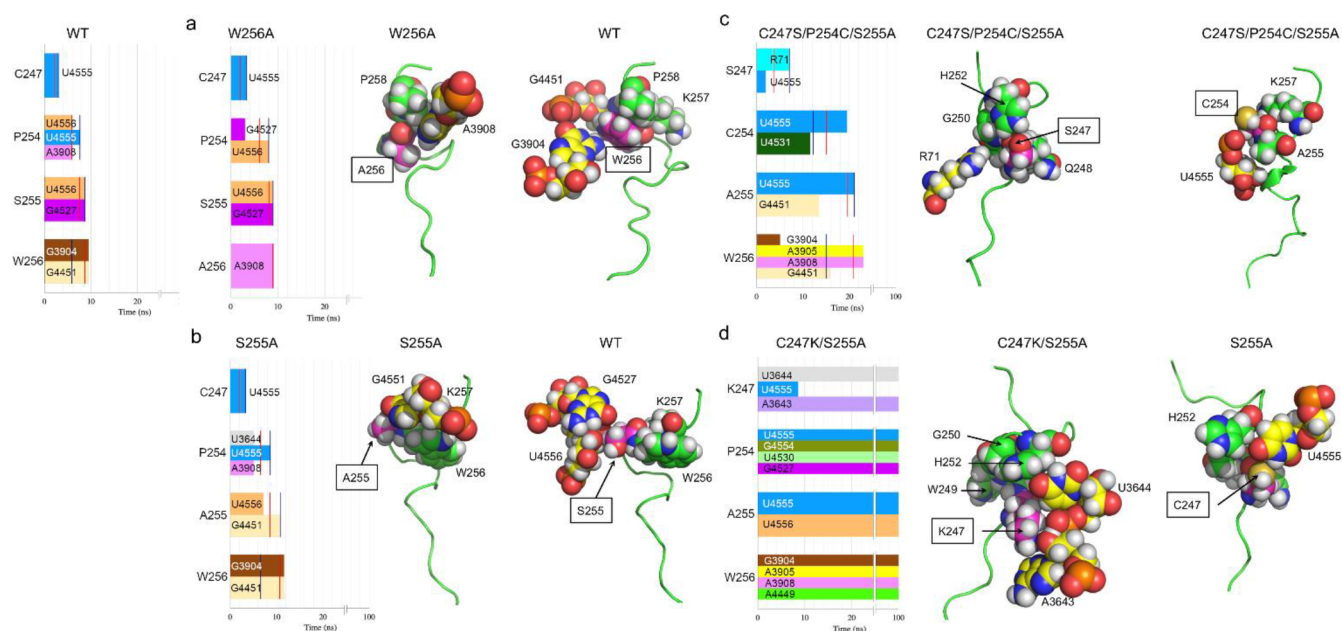 WT
C247
U4555
P254
U4556
U4555
A3908
S255
U4556
G4527
W256
G3904
G4451
0 10 20
Time (ns)
a
W256A
C247
U4555
P254
G4527
U4556
S255
U4556
G4527
A256
A3908
0 10 20
Time (ns)
W256A
P258
A3908
A256
WT
G4451
P258
K257
G3904
W256
b
S255A
C247
U4555
P254
U3644
U4555
A3908
A255
U4556
G4451
W256
G3904
G4451
0 10 20 100
Time (ns)
S255A
G4551
K257
A255
W256
WT
G4527
K257
U4556
S255
W256
c
C247S/P254C/S255A
S247
R71
U4555
C254
U4555
U4531
A255
U4555
G4451
W256
G3904
A3905
A3908
G4451
0 10 20 100
Time (ns)
C247S/P254C/S255A
H252
G250
S247
R71
Q248
C247S/P254C/S255A
K257
C254
A255
U4555
d
C247K/S255A
K247
U3644
U4555
A3643
P254
U4555
G4554
U4530
G4527
A255
U4555
U4556
W256
G3904
A3905
A3908
A4449
0 10 20 100
Time (ns)
C247K/S255A
G250
H252
W249
U3644
K247
A3643
S255A
H252
U4555
C247